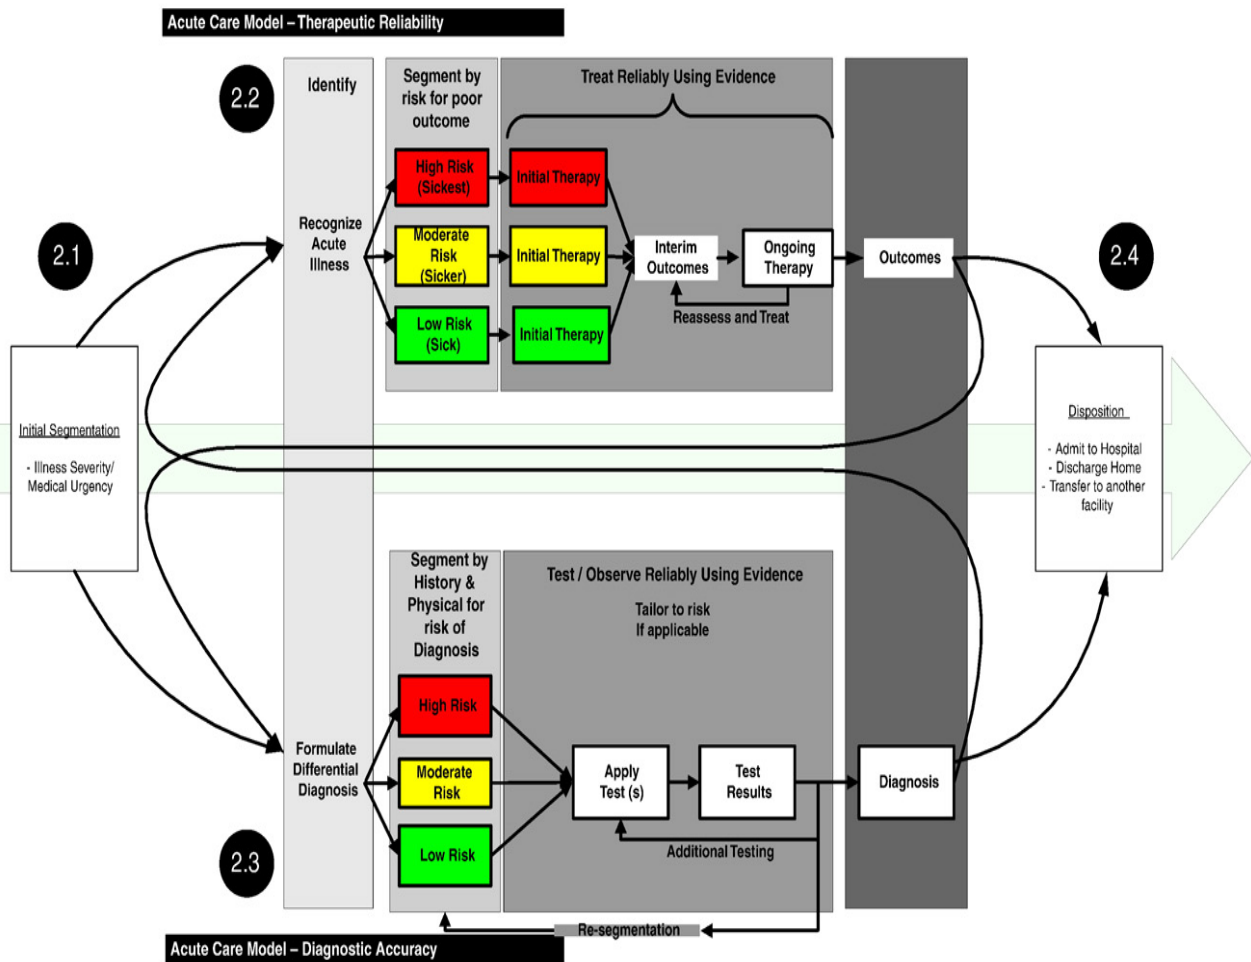 Acute Care Model – Therapeutic Reliability
2.2
Identify
Segment by
risk for poor
outcome
Treat Reliably Using Evidence
High Risk
(Sickest)
Initial Therapy
2.1
Recognize
Acute
Illness
Moderate
Risk
(Sicker)
Initial Therapy
Interim
Outcomes
Ongoing
Therapy
Outcomes
2.4
Reassess and Treat
Low Risk
(Sick)
Initial Therapy
Initial Segmentation
- Illness Severity/
Medical Urgency
Disposition
- Admit to Hospital
- Discharge Home
- Transfer to another
facility
Segment by
History &
Physical for
risk of
Diagnosis
Test / Observe Reliably Using Evidence
Tailor to risk
If applicable
High Risk
Formulate
Differential
Diagnosis
Moderate
Risk
Apply
Test (s)
Test
Results
Diagnosis
2.3
Low Risk
Additional Testing
Re-segmentation
Acute Care Model – Diagnostic Accuracy